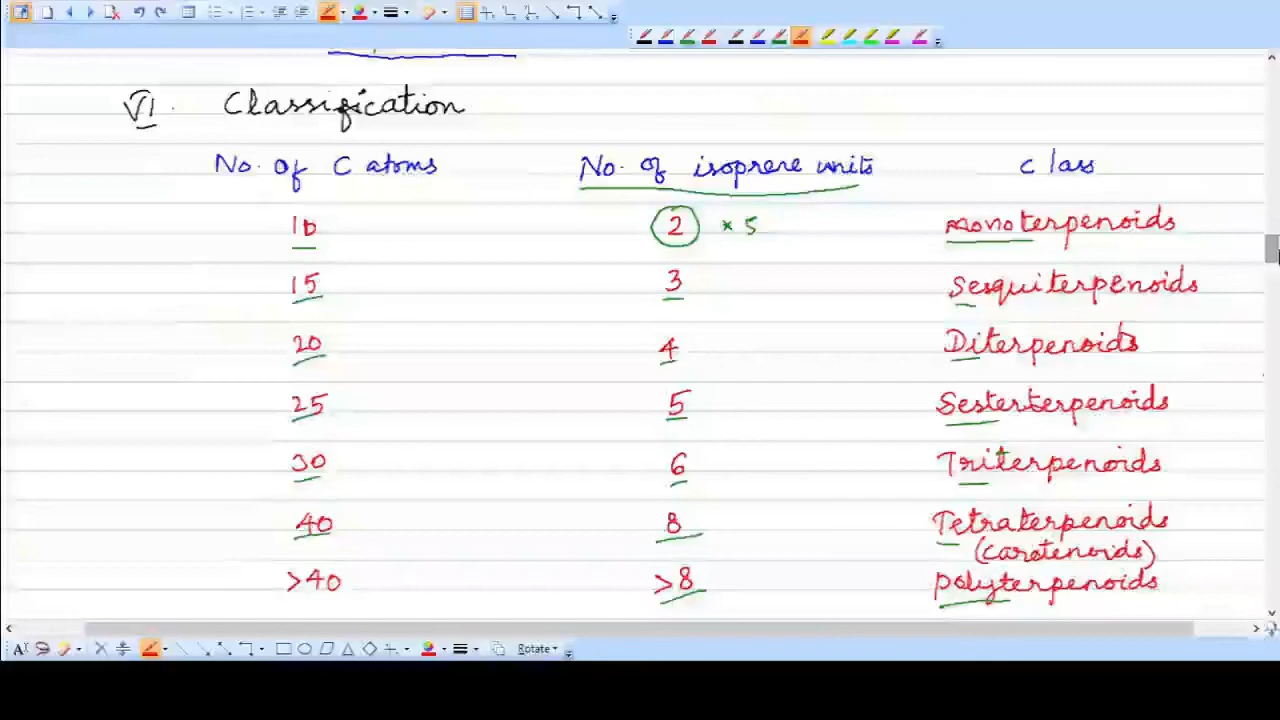 VI. Classification
No. of C atoms No. of isoprene units class
10 2 × 5 monoterpenoids
15 3 Sesquiterpenoids
20 4 Diterpenoids
25 5 Sesterterpenoids
30 6 Triterpenoids
40 8 Tetraterpenoids
(carotenoids)
>40 >8 polyterpenoids
Rotate